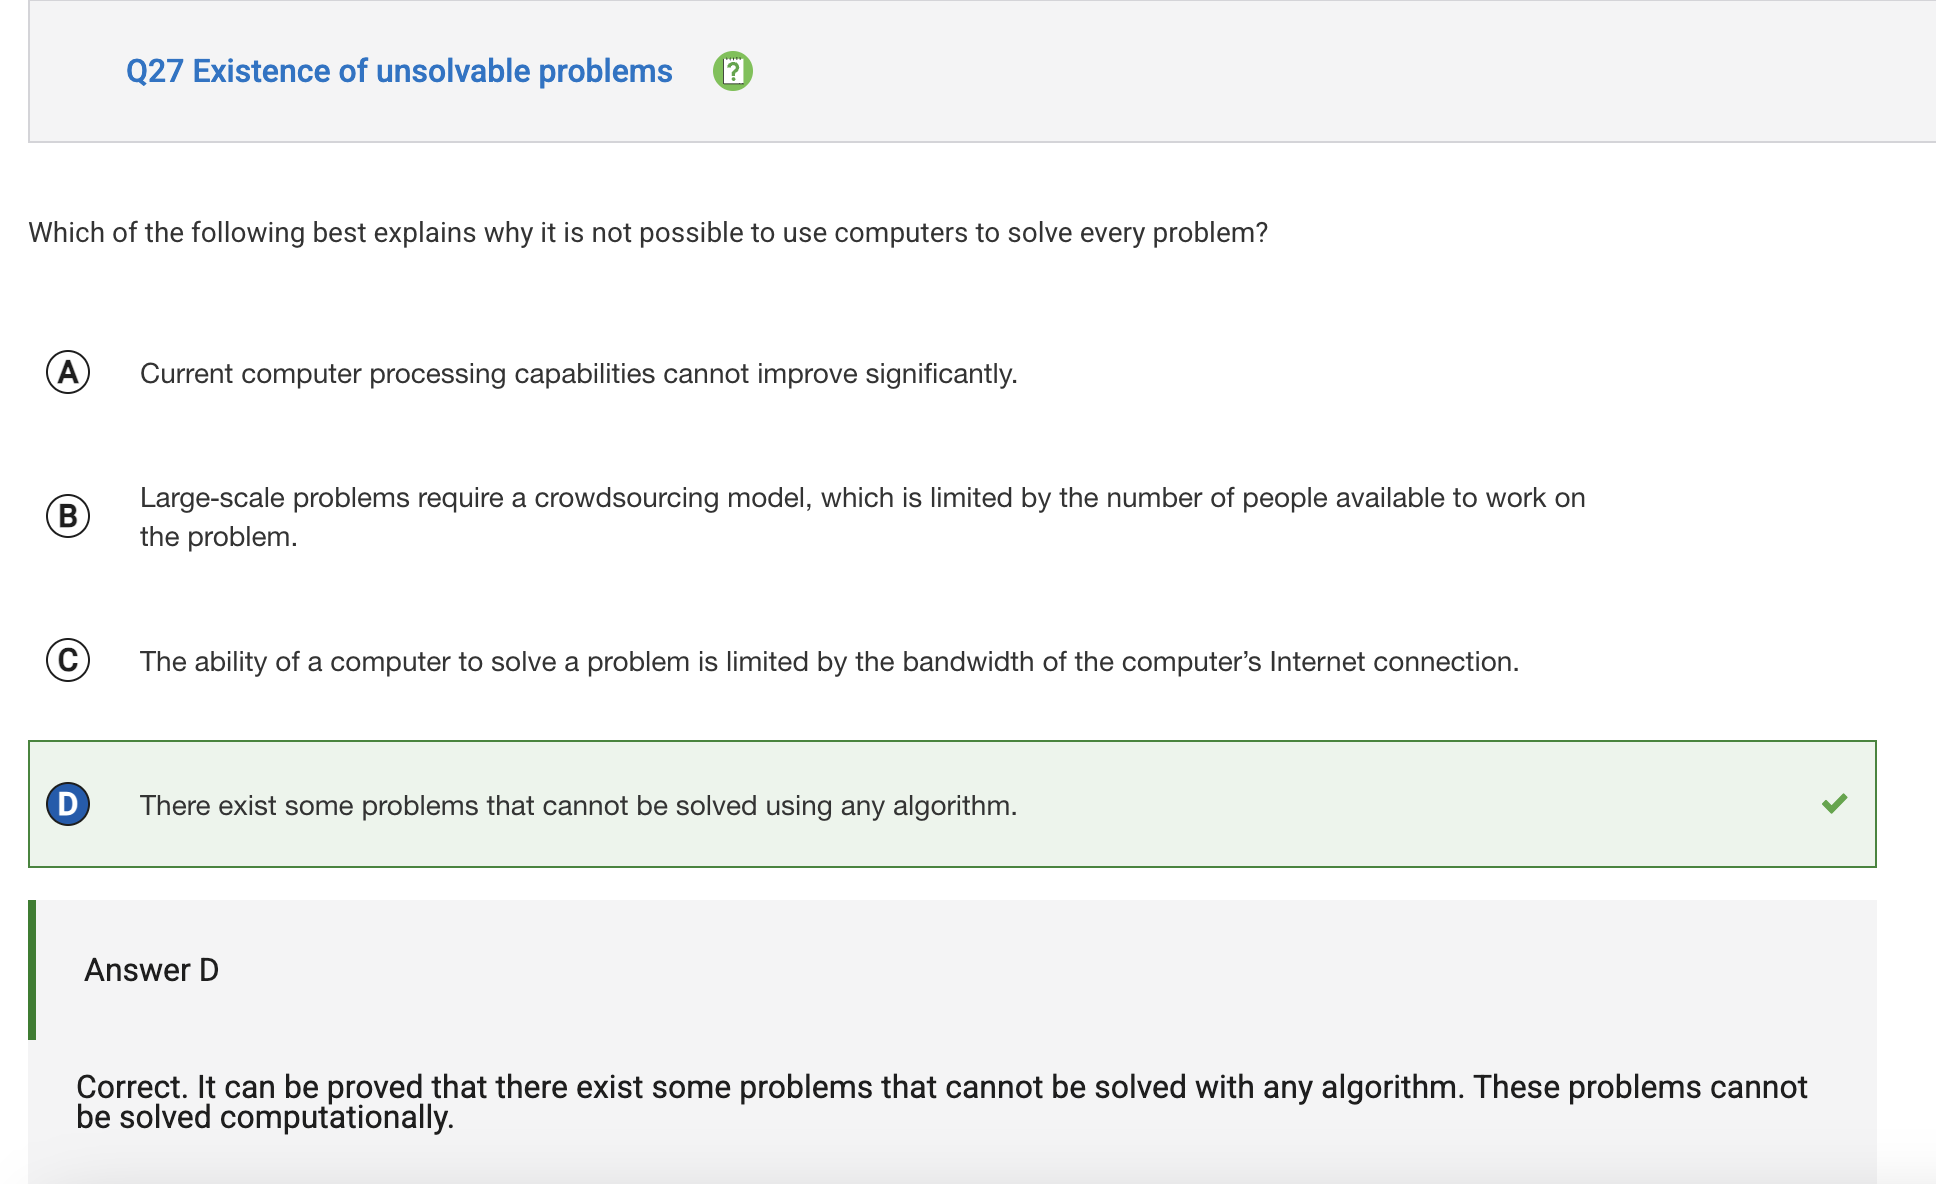 Q27 Existence of unsolvable problems ?
Which of the following best explains why it is not possible to use computers to solve every problem?
A Current computer processing capabilities cannot improve significantly.
B Large-scale problems require a crowdsourcing model, which is limited by the number of people available to work on
the problem.
C The ability of a computer to solve a problem is limited by the bandwidth of the computer’s Internet connection.
D There exist some problems that cannot be solved using any algorithm.
Answer D
Correct. It can be proved that there exist some problems that cannot be solved with any algorithm. These problems cannot
be solved computationally.